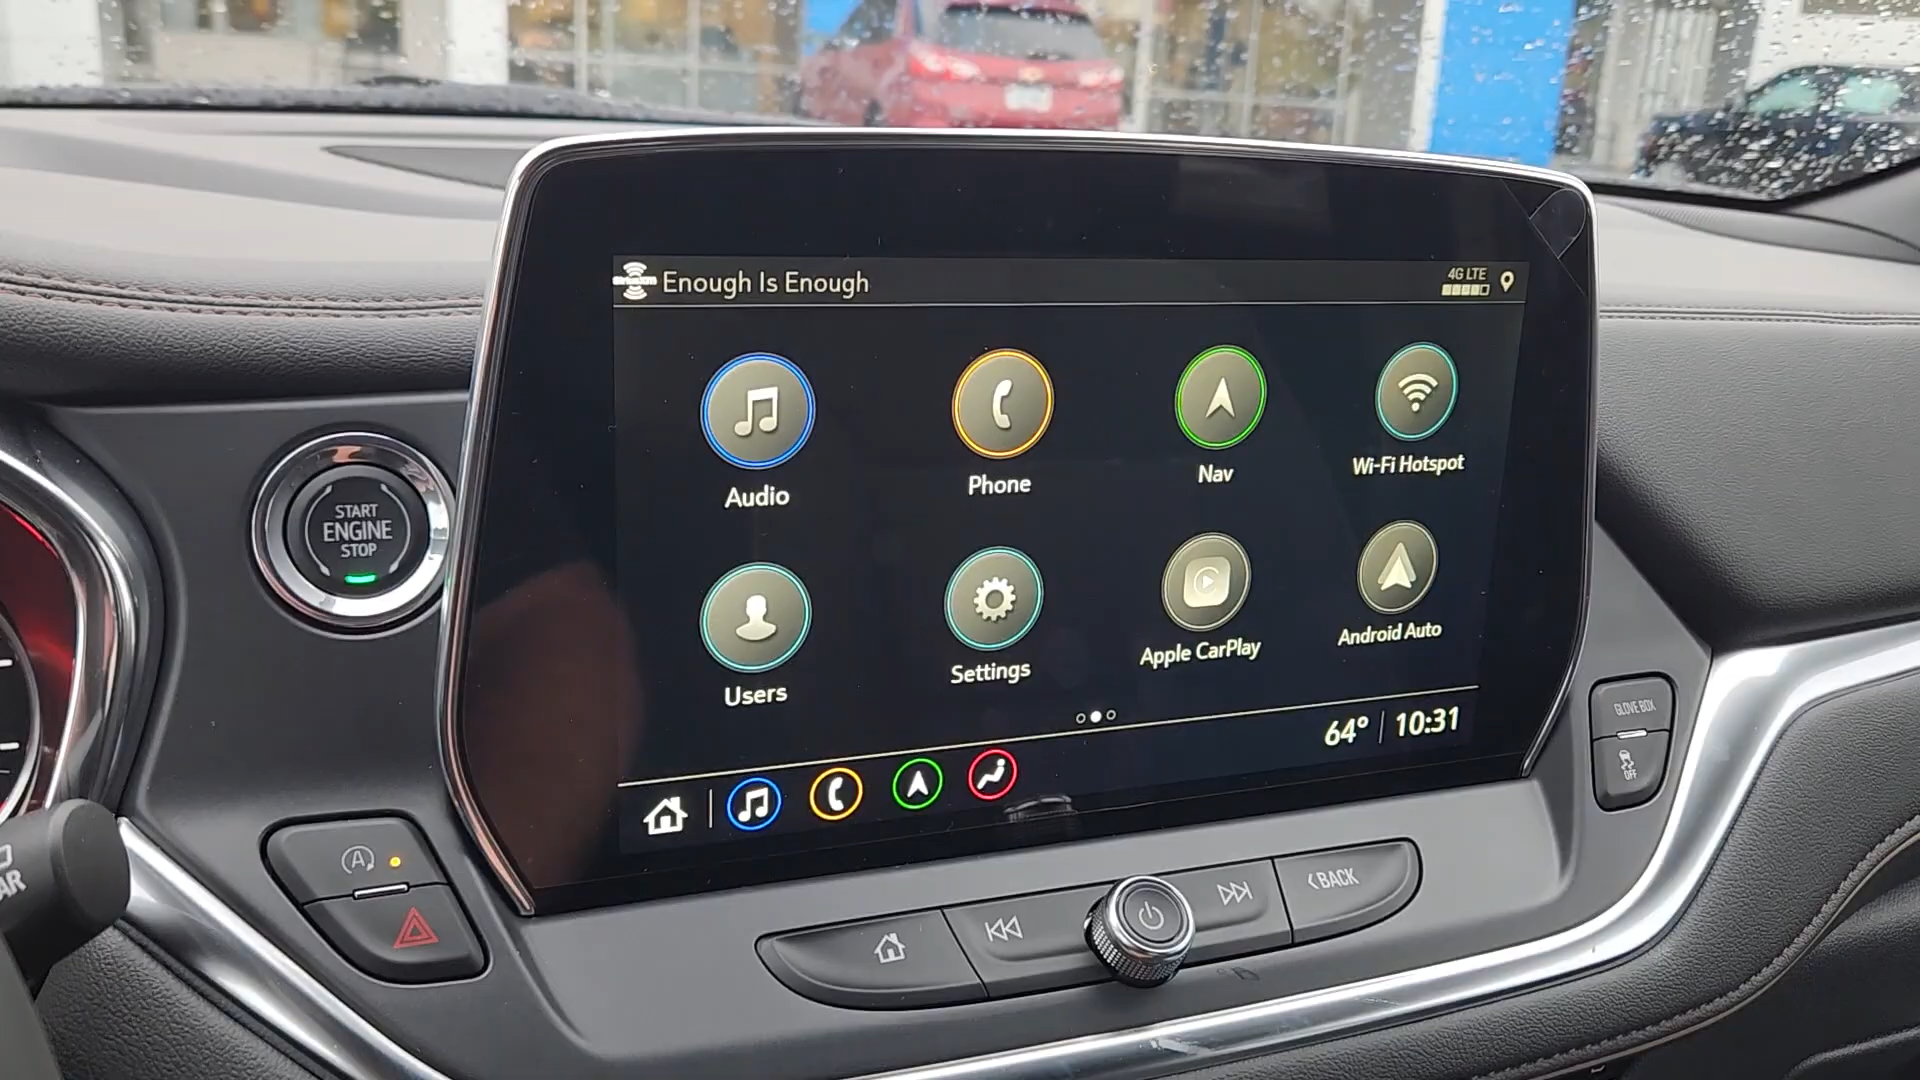 Enough Is Enough
4G LTE
Audio
Phone
Nav
Wi-Fi Hotspot
Users
Settings
Apple CarPlay
Android Auto
64° 10:31
START
ENGINE
STOP
GLOVE BOX
OFF
A
BACK
AR